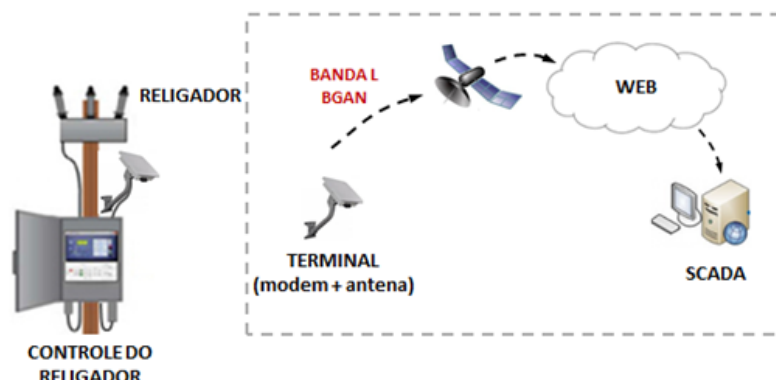 RELIGADOR
CONTROLE DO
RELIGADOR
BANDA L
BGAN
TERMINAL
(modem + antena)
WEB
SCADA